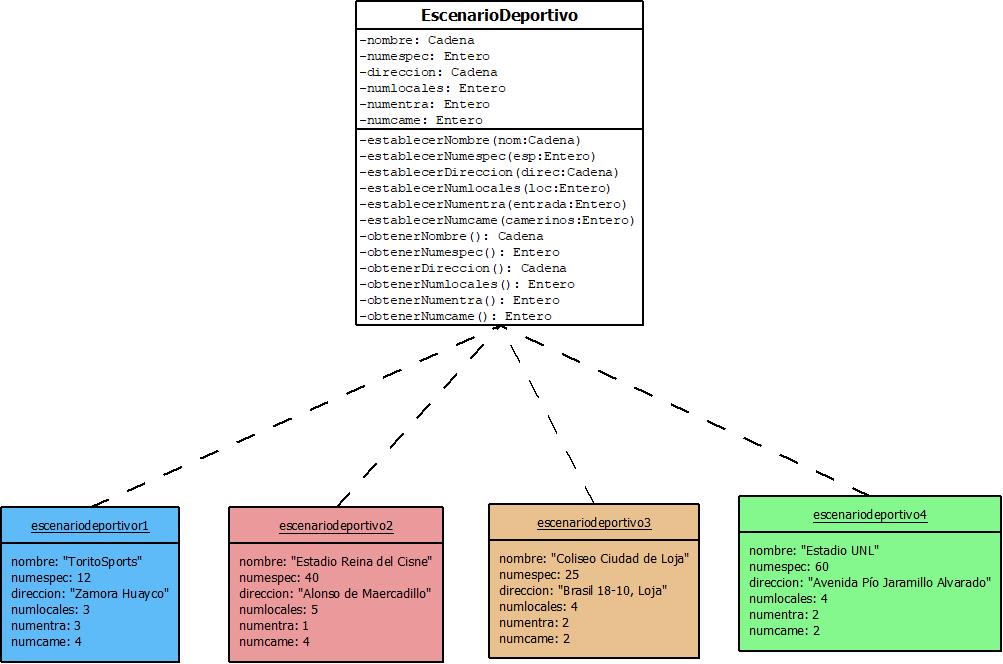 EscenarioDeportivo
-nombre: Cadena
-numespec: Entero
-direccion: Cadena
-numlocales: Entero
-numentra: Entero
-numcame: Entero
-establecerNombre(nom:Cadena)
-establecerNumespec(esp:Entero)
-establecerDireccion(direc:Cadena)
-establecerNumlocales(loc:Entero)
-establecerNumentra(entrada:Entero)
-establecerNumcame(camerinos:Entero)
-obtenerNombre(): Cadena
-obtenerNumespec(): Entero
-obtenerDireccion(): Cadena
-obtenerNumlocales(): Entero
-obtenerNumentra(): Entero
-obtenerNumcame(): Entero
escenariodeportivor1
nombre: "ToritoSports"
numespec: 12
direccion: "Zamora Huayco"
numlocales: 3
numentra: 3
numcame: 4
escenariodeportivo2
nombre: "Estadio Reina del Cisne"
numespec: 40
direccion: "Alonso de Maercadillo"
numlocales: 5
numentra: 1
numcame: 4
escenariodeportivo3
nombre: "Coliseo Ciudad de Loja"
numespec: 25
direccion: "Brasil 18-10, Loja"
numlocales: 4
numentra: 2
numcame: 2
escenariodeportivo4
nombre: "Estadio UNL"
numespec: 60
direccion: "Avenida Pío Jaramillo Alvarado"
numlocales: 4
numentra: 2
numcame: 2